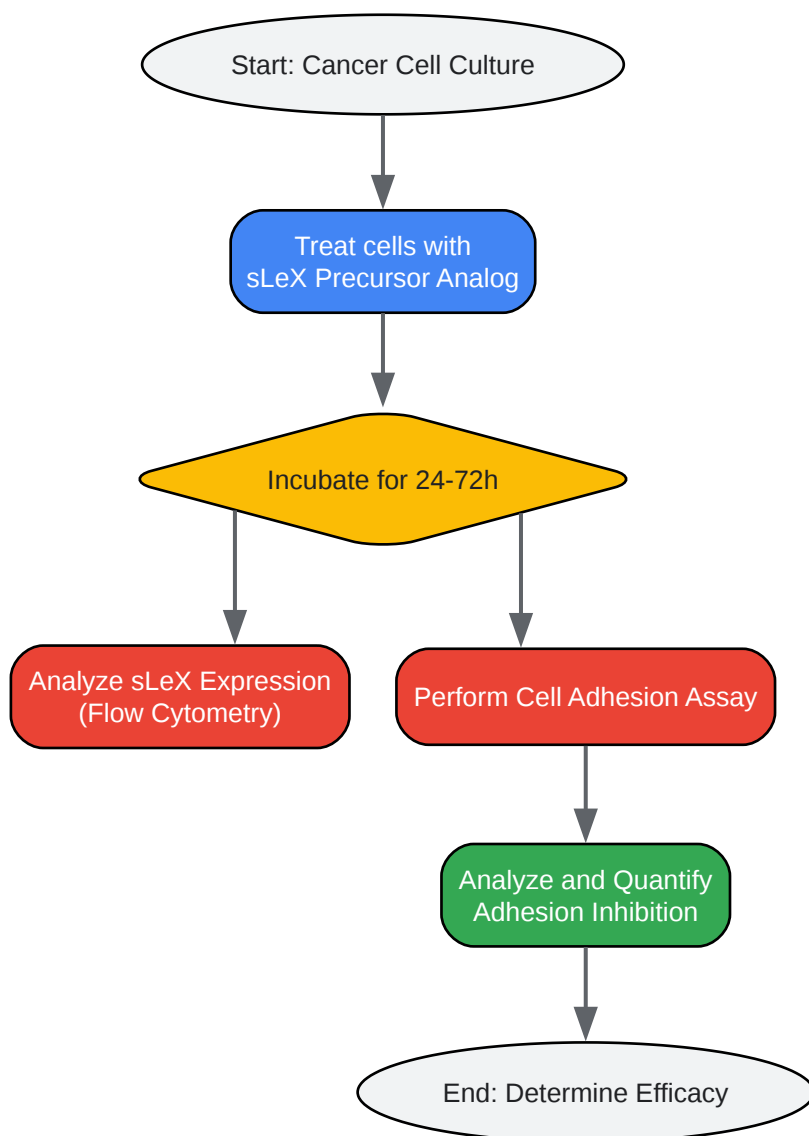 Start: Cancer Cell Culture
Treat cells with
sLeX Precursor Analog
Incubate for 24-72h
Analyze sLeX Expression
(Flow Cytometry)
Perform Cell Adhesion Assay
Analyze and Quantify
Adhesion Inhibition
End: Determine Efficacy